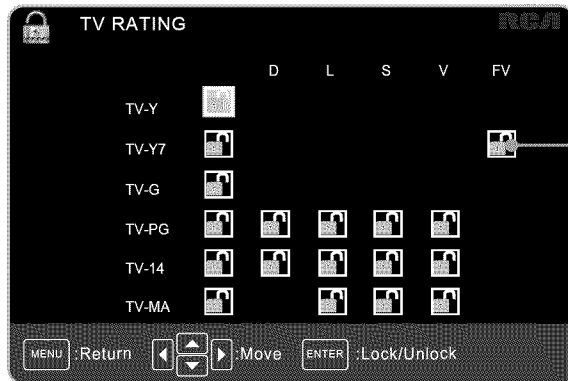 TV RATING RCA
D L S V FV
TV-Y
TV-Y7
TV-G
TV-PG
TV-14
TV-MA
MENU :Return :Move ENTER :Lock/Unlock